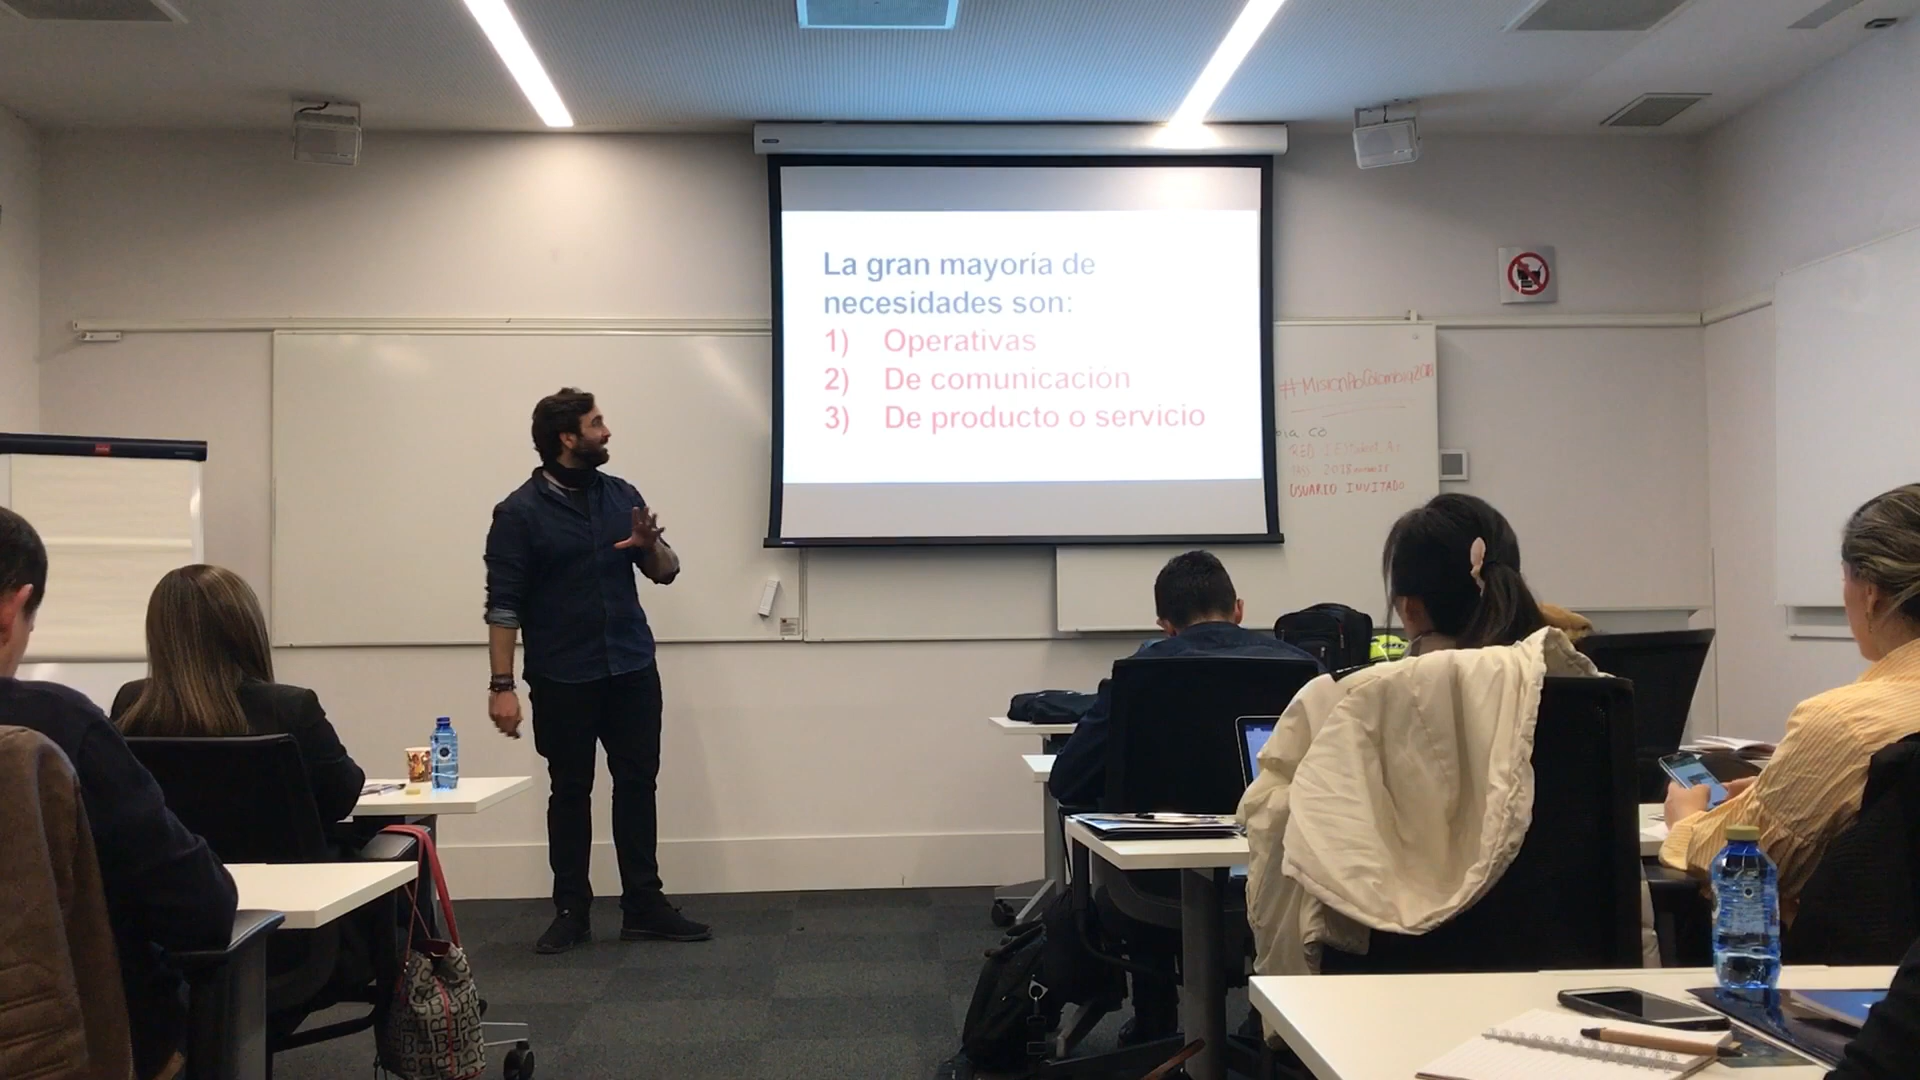 La gran mayoría de
necesidades son:
1) Operativas
2) De comunicación
3) De producto o servicio
USUARIO INVITADO